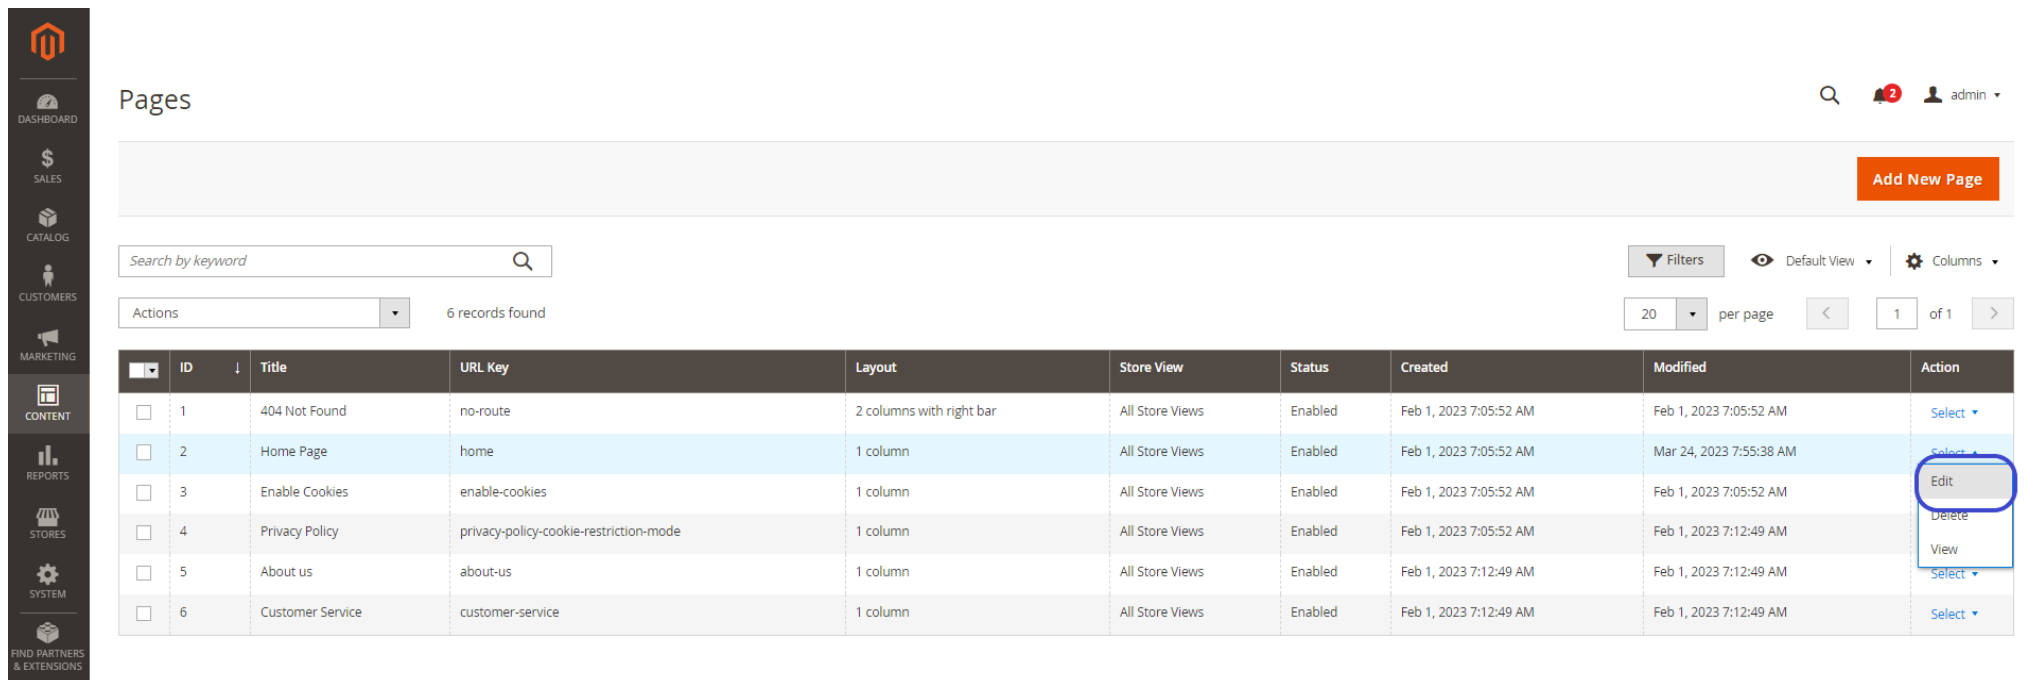 DASHBOARD
SALES
CATALOG
CUSTOMERS
MARKETING
CONTENT
REPORTS
STORES
SYSTEM
FIND PARTNERS
& EXTENSIONS
Pages
2 admin
Add New Page
Search by keyword Filters Default View Columns
Actions 6 records found 20 per page 1 of 1
ID ↓ Title URL Key Layout Store View Status Created Modified Action
1 404 Not Found no-route 2 columns with right bar All Store Views Enabled Feb 1, 2023 7:05:52 AM Feb 1, 2023 7:05:52 AM Select
2 Home Page home 1 column All Store Views Enabled Feb 1, 2023 7:05:52 AM Mar 24, 2023 7:55:38 AM Select
3 Enable Cookies enable-cookies 1 column All Store Views Enabled Feb 1, 2023 7:05:52 AM Feb 1, 2023 7:05:52 AM Edit
4 Privacy Policy privacy-policy-cookie-restriction-mode 1 column All Store Views Enabled Feb 1, 2023 7:05:52 AM Feb 1, 2023 7:12:49 AM Delete
View
5 About us about-us 1 column All Store Views Enabled Feb 1, 2023 7:12:49 AM Feb 1, 2023 7:12:49 AM Select
6 Customer Service customer-service 1 column All Store Views Enabled Feb 1, 2023 7:12:49 AM Feb 1, 2023 7:12:49 AM Select